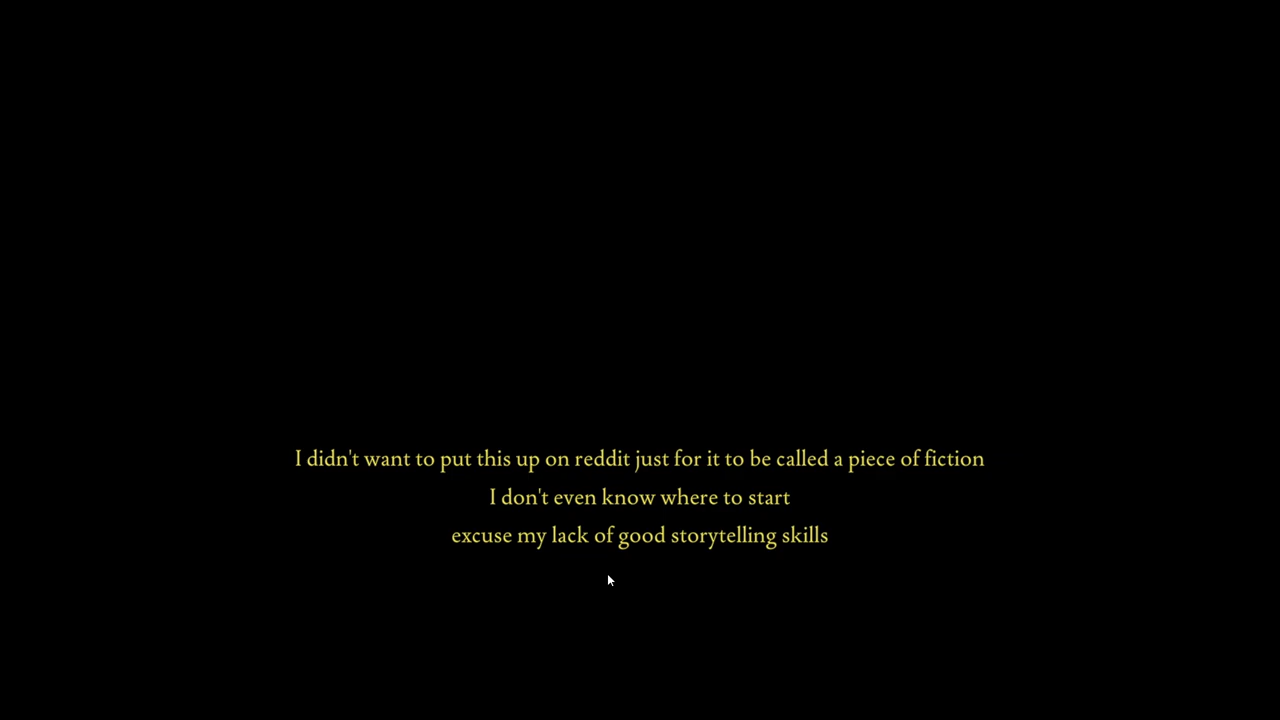 I didn't want to put this up on reddit just for it to be called a piece of fiction
I don't even know where to start
excuse my lack of good storytelling skills